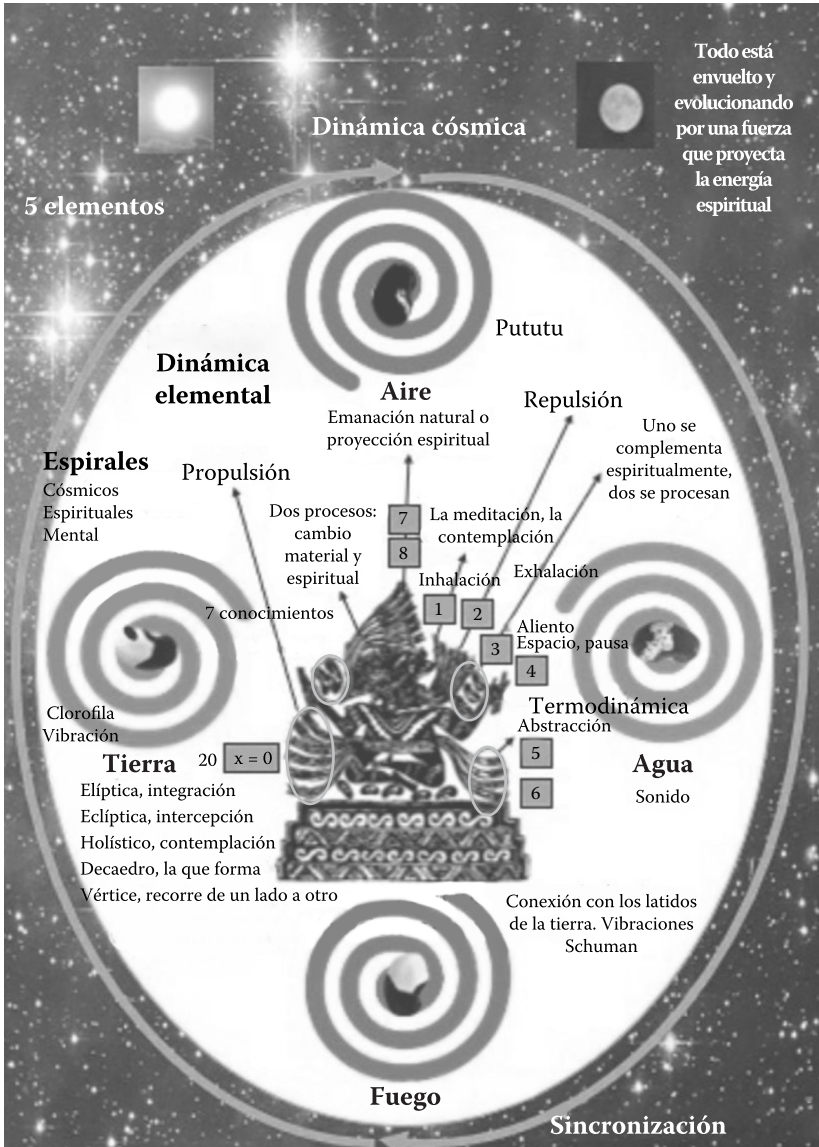 Todo está
envuelto y
evolucionando
por una fuerza
que proyecta
la energía
espiritual
Dinámica cósmica
5 elementos
Pututu
Dinámica
elemental
Aire
Emanación natural o
proyección espiritual
Repulsión
Uno se
complementa
espiritualmente,
dos se procesan
Espirales
Cósmicos
Espirituales
Mental
Propulsión
Dos procesos:
cambio
material y
espiritual
7
8
La meditación, la
contemplación
Inhalación
Exhalación
7 conocimientos
1
2
3
Aliento
Espacio, pausa
4
Termodinámica
Abstracción
5
6
Clorofila
Vibración
Tierra
20
x = 0
Elíptica, integración
Eclíptica, intercepción
Holístico, contemplación
Decaedro, la que forma
Vértice, recorre de un lado a otro
Agua
Sonido
Conexión con los latidos
de la tierra. Vibraciones
Schuman
Fuego
Sincronización